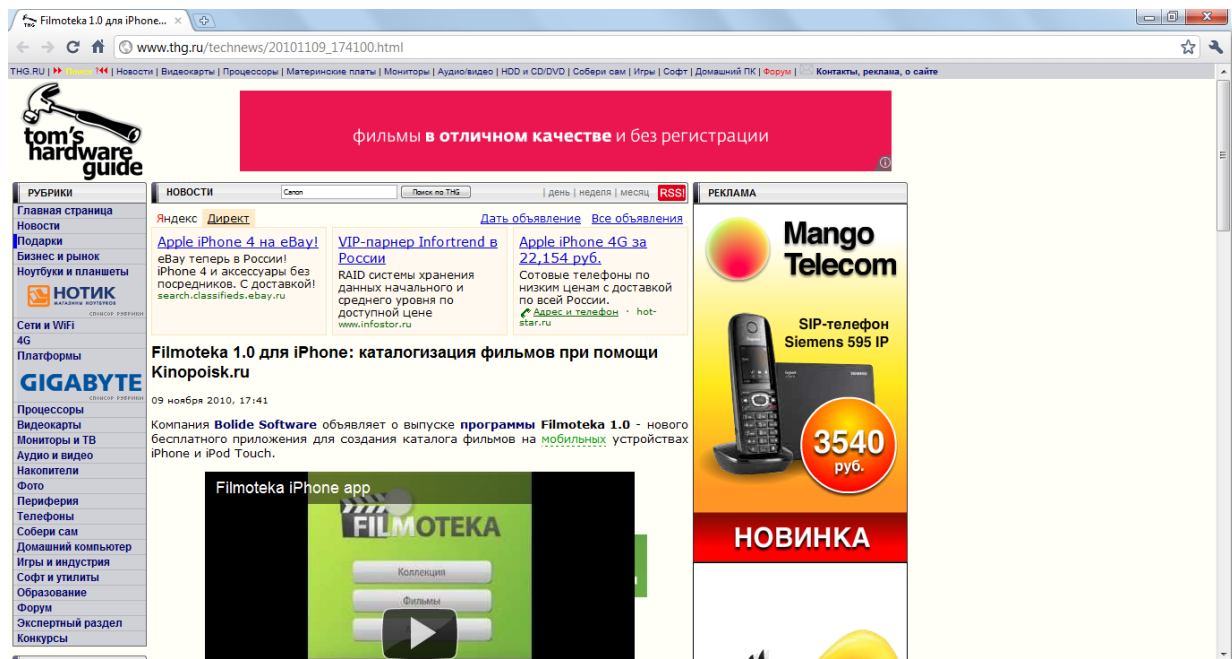 Filmoteka 1.0 для iPhone...
www.thg.ru/technews/20101109_174100.html
THG.RU | | Новости | Видеокарты | Процессоры | Материнские платы | Мониторы | Аудио/видео | HDD и CD/DVD | Собери сам | Игры | Софт | Домашний ПК | Форум | Контакты, реклама, о сайте
tom's
hardware
guide
фильмы в отличном качестве и без регистрации
РУБРИКИ
Главная страница
Новости
Подарки
Бизнес и рынок
Ноутбуки и планшеты
НОТИК
МАГАЗИНЫ НОУТБУКОВ
СПОНСОР РУБРИКИ
Сети и WiFi
4G
Платформы
GIGABYTE
СПОНСОР РУБРИКИ
Процессоры
Видеокарты
Мониторы и ТВ
Аудио и видео
Накопители
Фото
Периферия
Телефоны
Собери сам
Домашний компьютер
Игры и индустрия
Софт и утилиты
Образование
Форум
Экспертный раздел
Конкурсы
НОВОСТИ
Canon
Поиск по THG
| день | неделя | месяц
RSS!
Яндекс Директ
Дать объявление Все объявления
Apple iPhone 4 на eBay!
eBay теперь в России!
iPhone 4 и аксессуары без
посредников. С доставкой!
search.classifieds.ebay.ru
VIP-парнер Infortrend в
России
RAID системы хранения
данных начального и
среднего уровня по
доступной цене
www.infostor.ru
Apple iPhone 4G за
22,154 руб.
Сотовые телефоны по
низким ценам с доставкой
по всей России.
Адрес и телефон · hot-
star.ru
Filmoteka 1.0 для iPhone: каталогизация фильмов при помощи
Kinopoisk.ru
09 ноября 2010, 17:41
Компания Bolide Software объявляет о выпуске программы Filmoteka 1.0 - нового
бесплатного приложения для создания каталога фильмов на мобильных устройствах
iPhone и iPod Touch.
Filmoteka iPhone app
FILMOTEKA
Коллекция
Фильмы
РЕКЛАМА
Mango
Telecom
SIP-телефон
Siemens 595 IP
3540
руб.
НОВИНКА